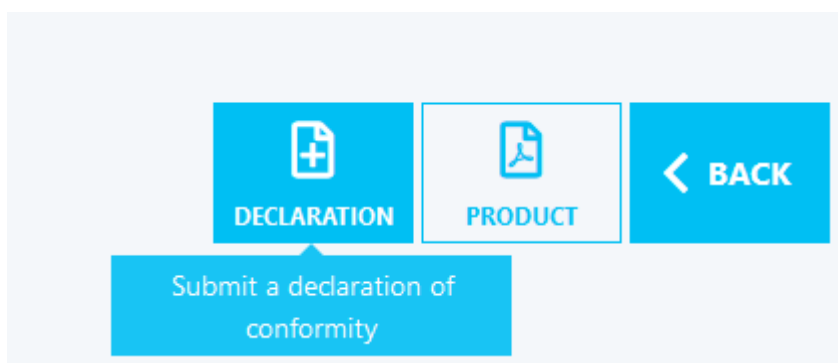 DECLARATION
PRODUCT
BACK
Submit a declaration of
conformity